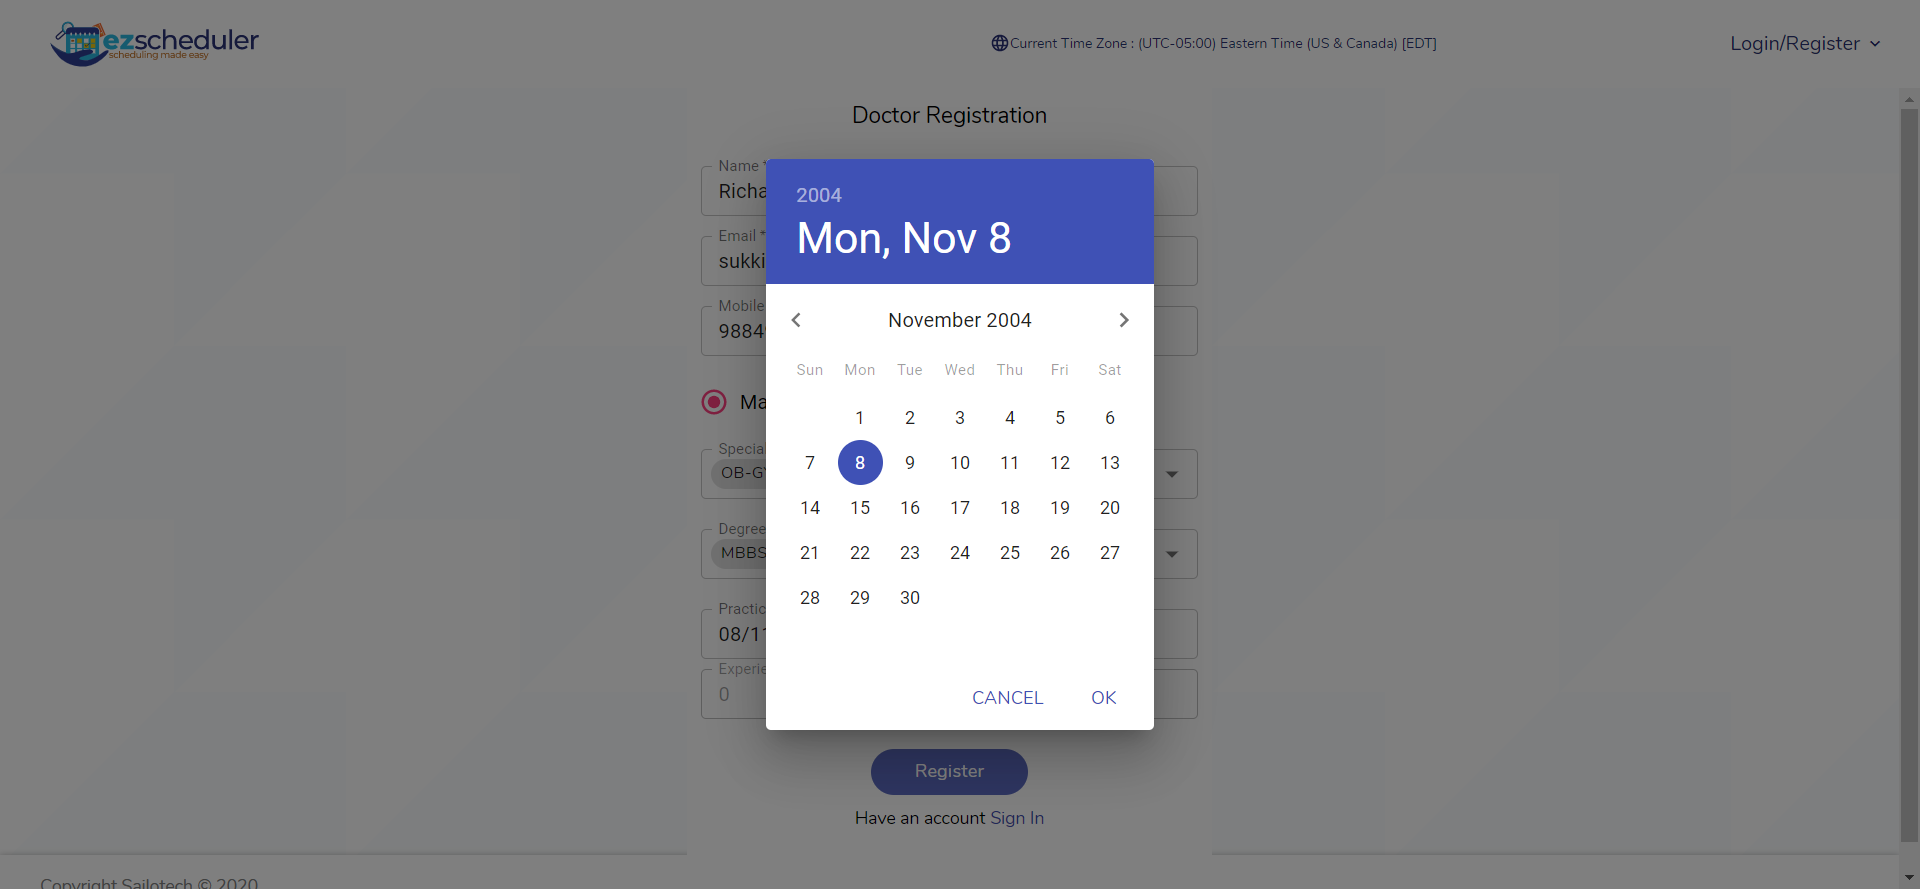 ezscheduler
scheduling made easy
Current Time Zone : (UTC-05:00) Eastern Time (US & Canada) [EDT]
Login/Register
Doctor Registration
Name *
Richa
Email *
sukki
Mobile
9884
Ma
Special
OB-GY
Degree
MBBS
Practic
08/11
Experie
0
2004
Mon, Nov 8
November 2004
Sun Mon Tue Wed Thu Fri Sat
1 2 3 4 5 6
7 8 9 10 11 12 13
14 15 16 17 18 19 20
21 22 23 24 25 26 27
28 29 30
CANCEL OK
Register
Have an account Sign In
Copyright Sailotech © 2020